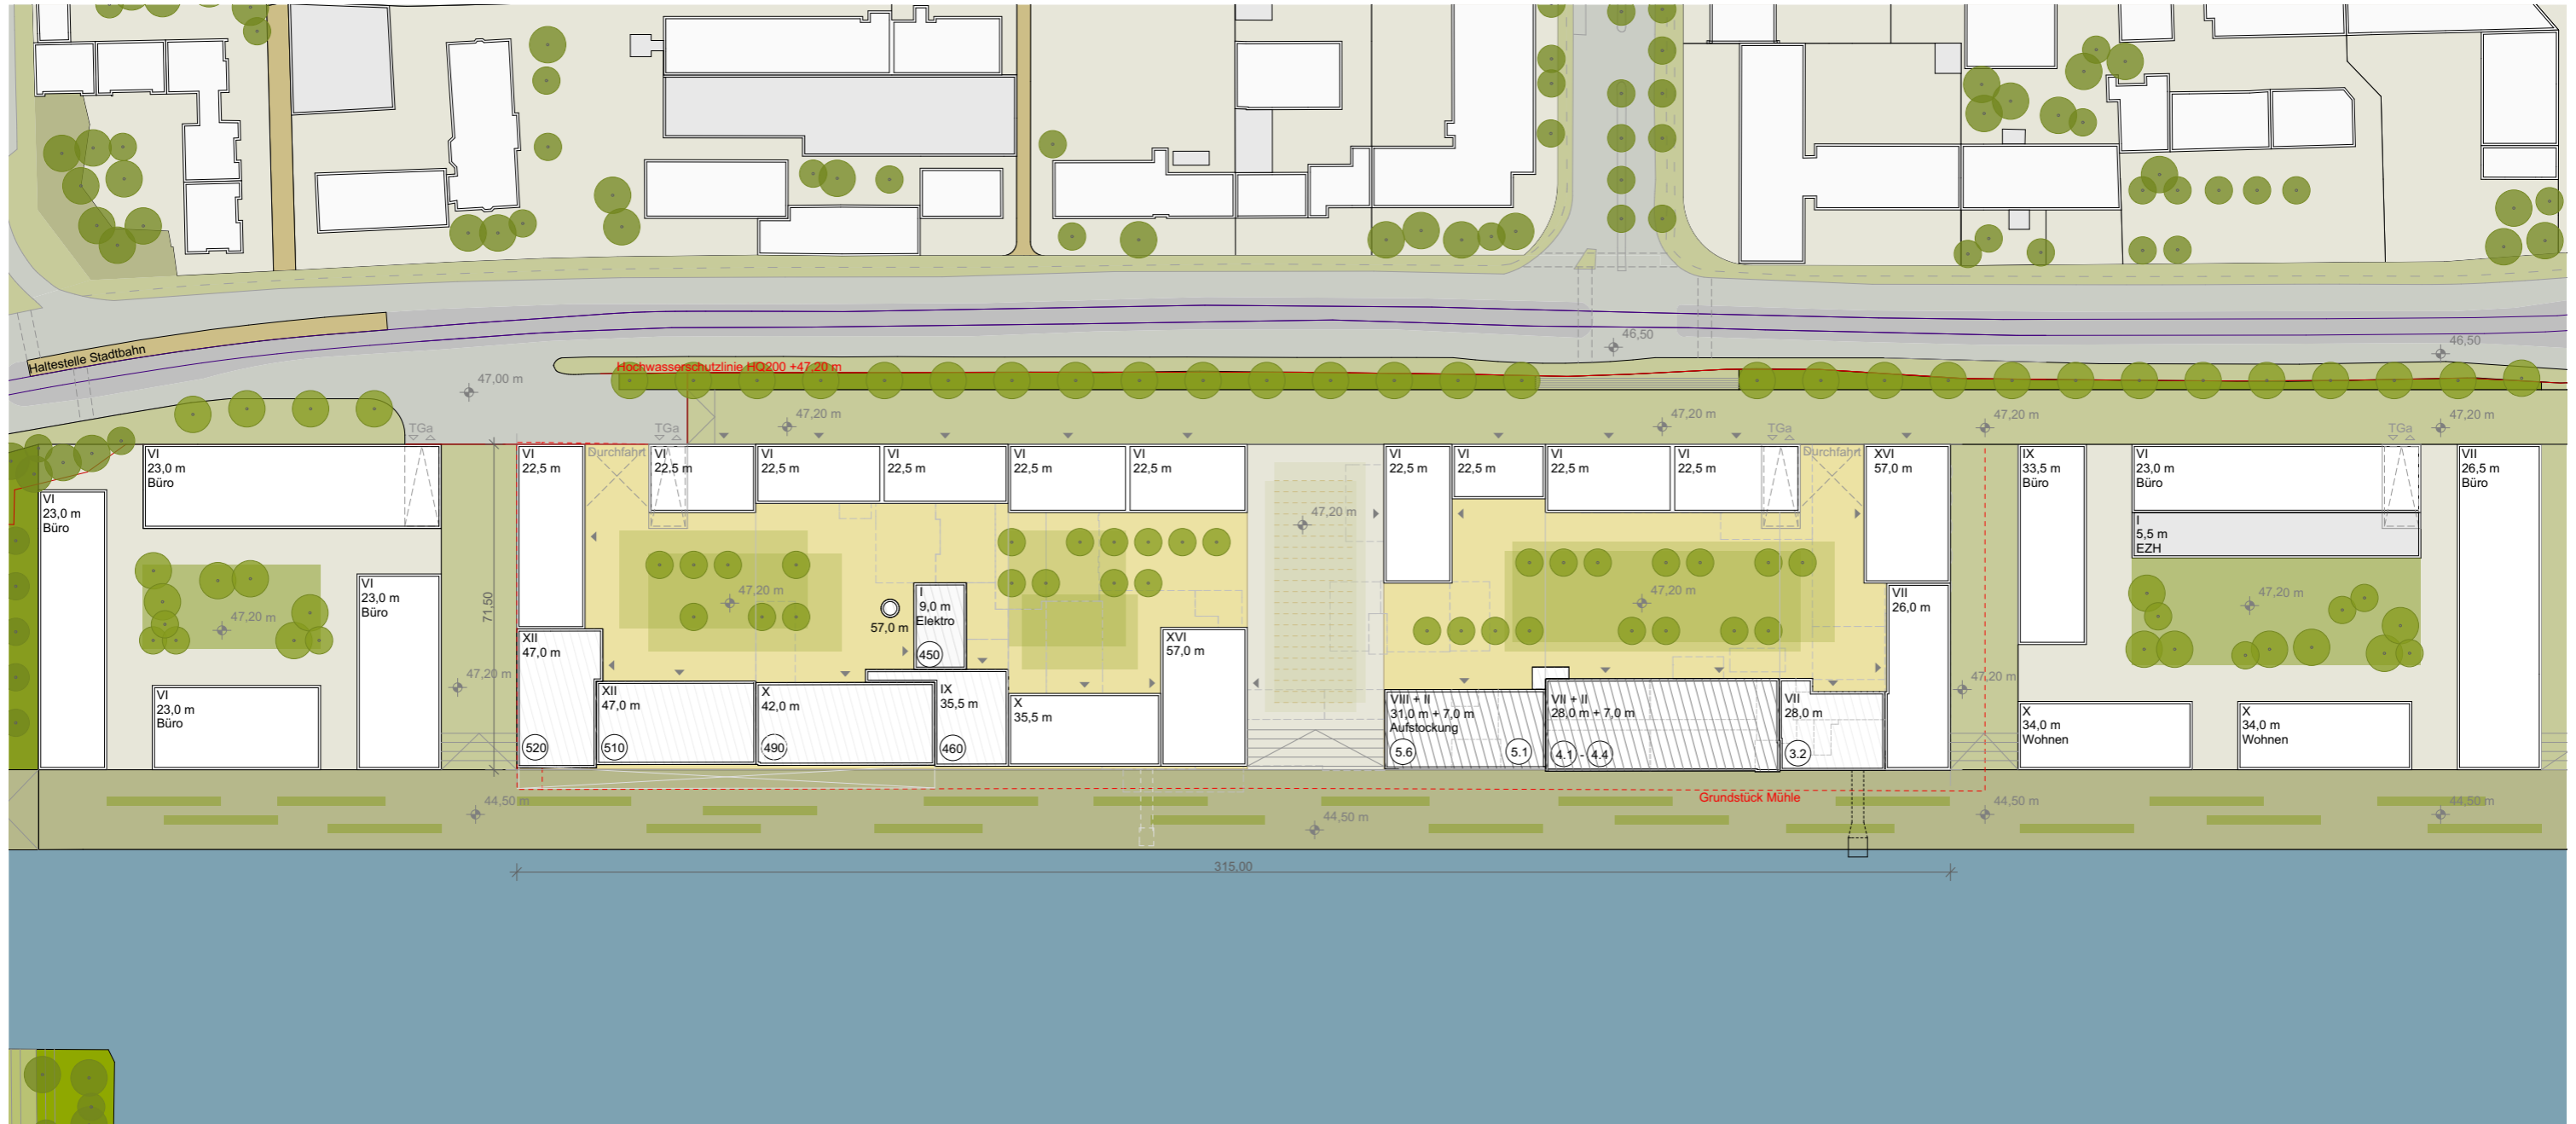 46,50
46,50
Haltestelle Stadtbahn
Hochwasserschutzlinie HQ200 +47,20 m
47,00 m
47,20 m
47,20 m
47,20 m
47,20 m
TGa
TGa
TGa
TGa
VI
23,0 m
Büro
VI
23,0 m
Büro
VI
23,0 m
Büro
VI
23,0 m
Büro
47,20 m
47,20 m
71,50
VI
22,5 m
Durchfahrt
VI
22,5 m
VI
22,5 m
VI
22,5 m
VI
22,5 m
VI
22,5 m
47,20 m
57,0 m
I
9,0 m
Elektro
450
XII
47,0 m
520
XII
47,0 m
510
X
42,0 m
490
IX
35,5 m
460
X
35,5 m
XVI
57,0 m
47,20 m
VI
22,5 m
VI
22,5 m
VI
22,5 m
VI
22,5 m
Durchfahrt
XVI
57,0 m
47,20 m
VII
26,0 m
VIII + II
31,0 m + 7,0 m
Aufstockung
5.6
5.1
VII + II
28,0 m + 7,0 m
4.1 - 4.4
VII
28,0 m
3.2
47,20 m
IX
33,5 m
Büro
VI
23,0 m
Büro
I
5,5 m
EZH
VII
26,5 m
Büro
47,20 m
X
34,0 m
Wohnen
X
34,0 m
Wohnen
Grundstück Mühle
44,50 m
44,50 m
44,50 m
44,50 m
315,00